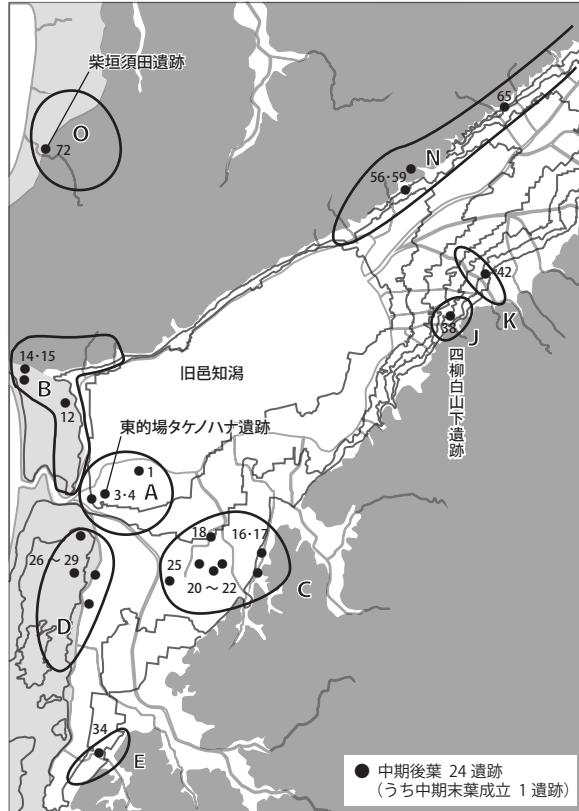 柴垣須田遺跡
O
72
65
N
56・59
42
K
J
38
四柳白山下遺跡
旧邑知潟
14・15
B
12
東的場タケノハナ遺跡
1
A
3・4
18
16・17
25
20～22
C
26～29
D
34
E
● 中期後葉 24 遺跡
(うち中期末葉成立 1 遺跡)